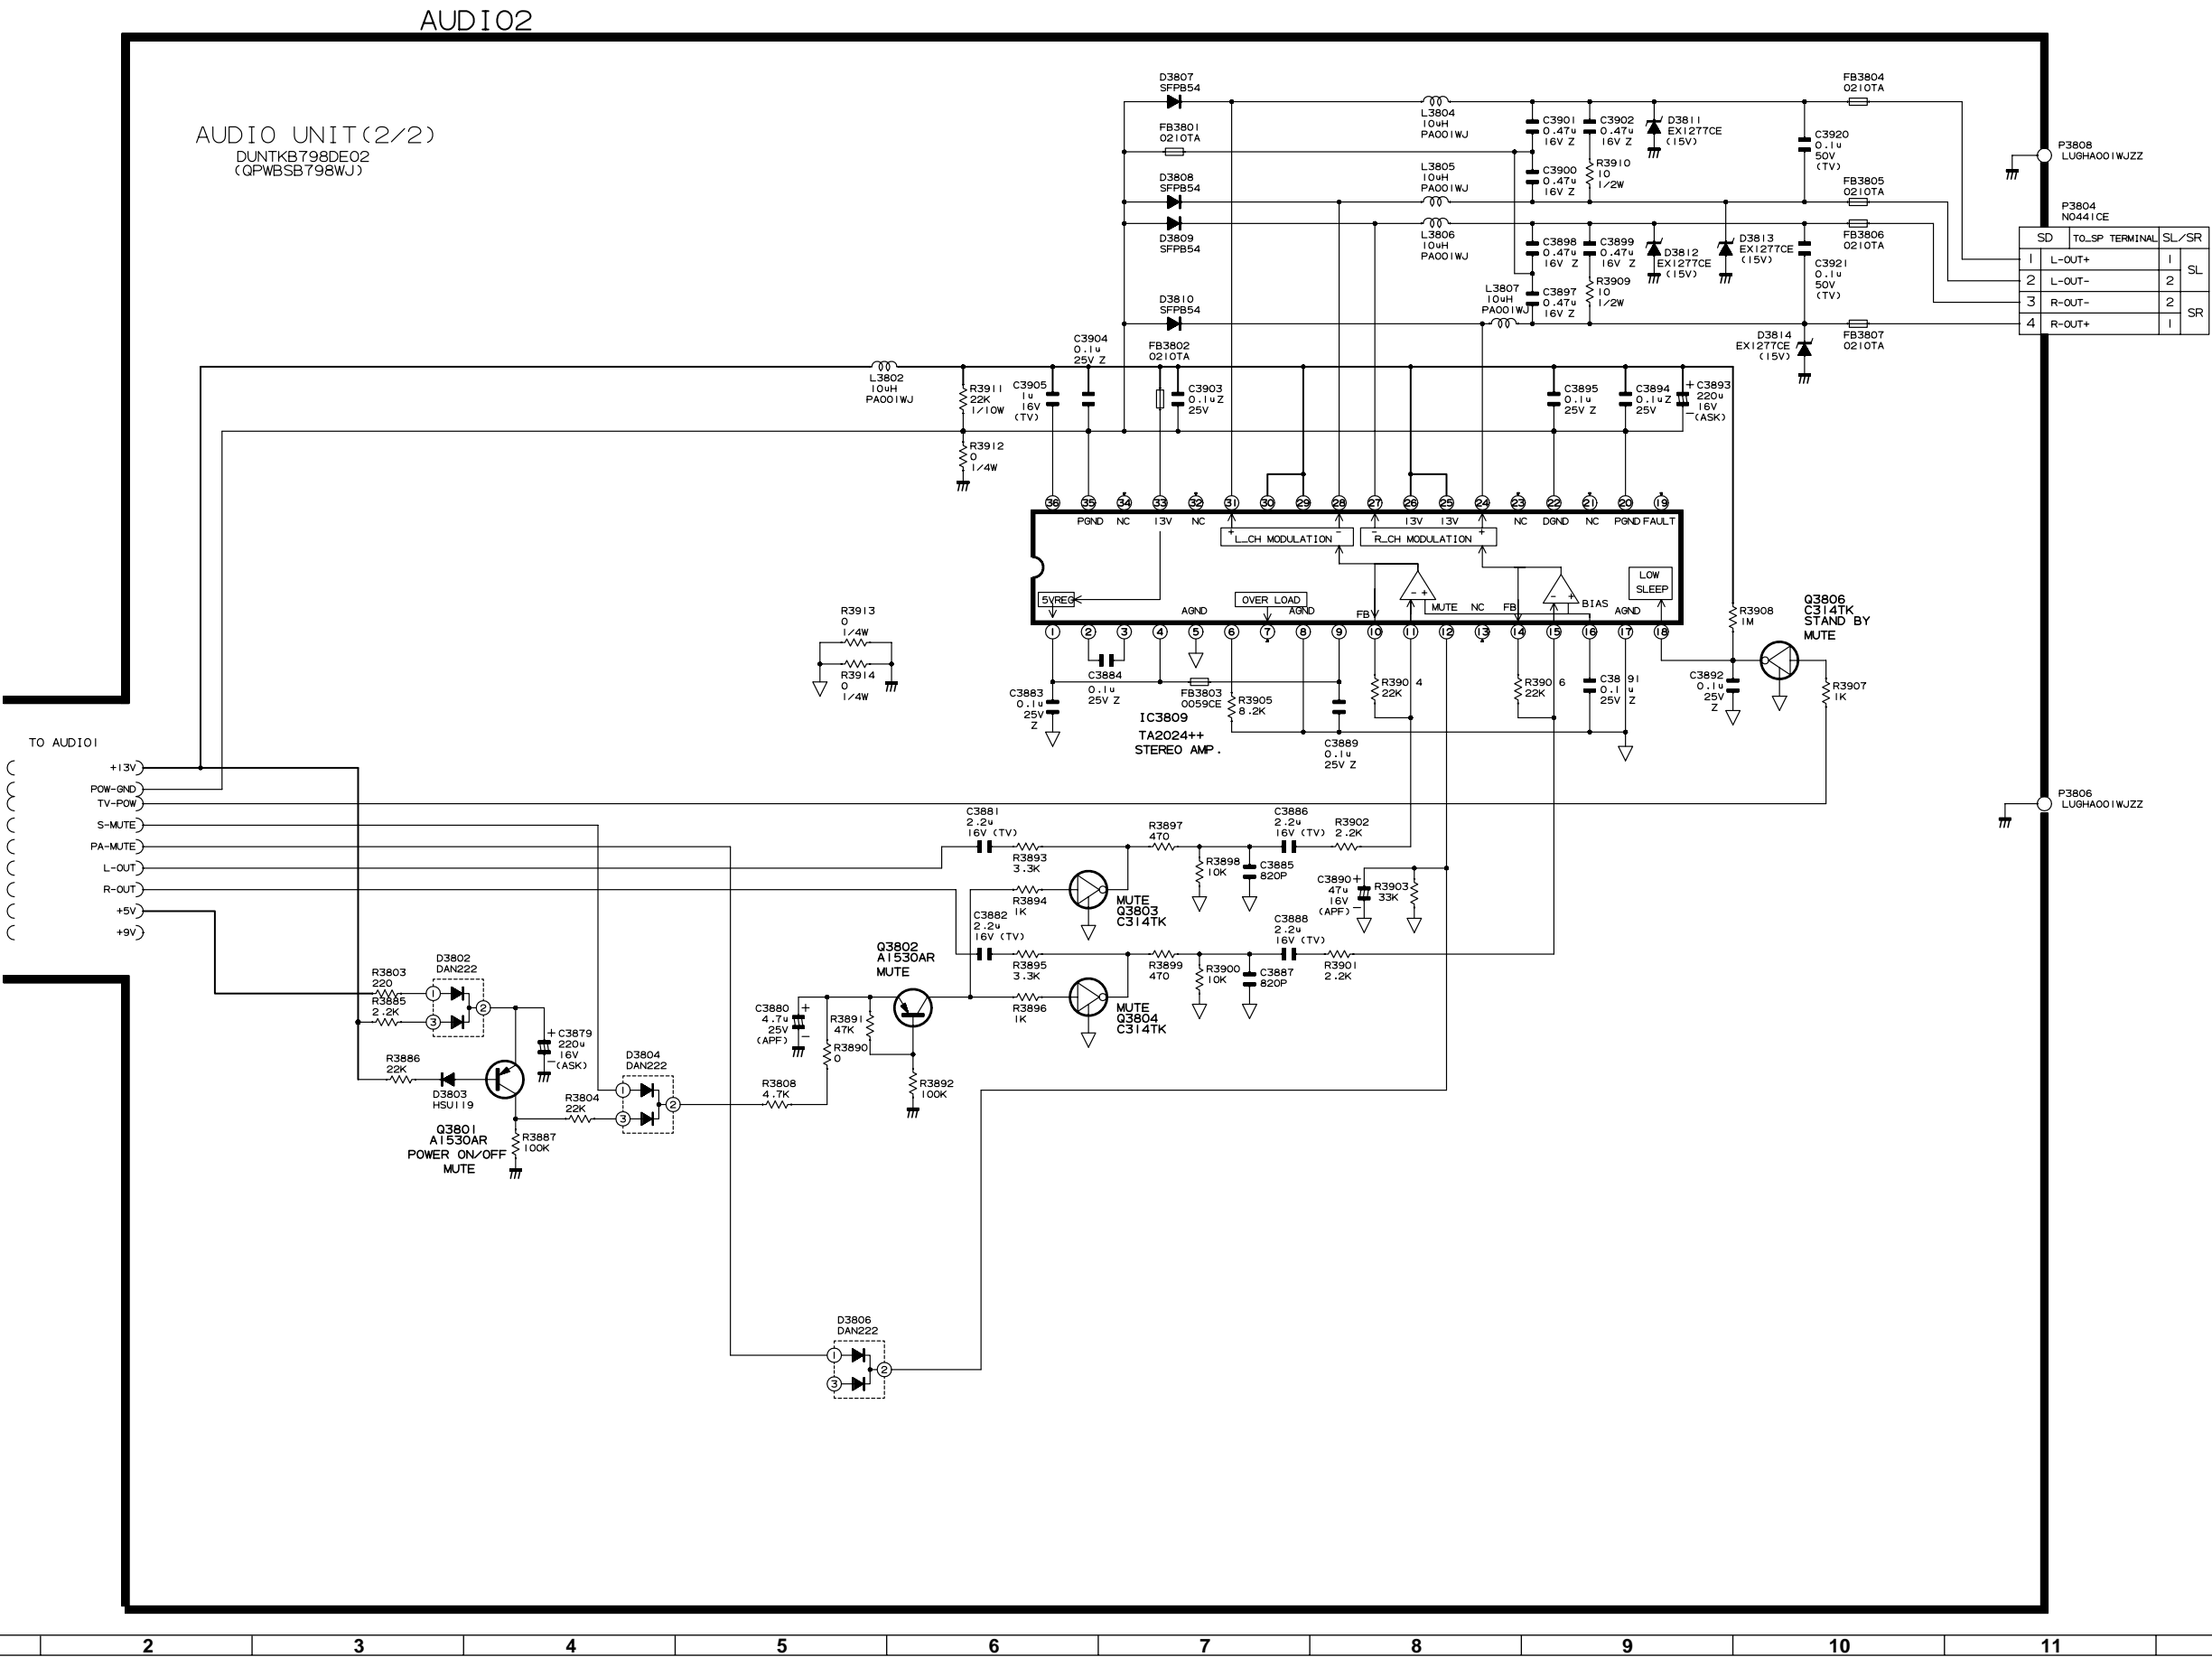 AUDIO2
AUDIO UNIT(2/2)
DUNTKB798DE02
(QPWBSB798WJ)
D3807
SFPB54
FB3801
0210TA
D3808
SFPB54
D3809
SFPB54
D3810
SFPB54
L3804
10uH
PA001WJ
L3805
10uH
PA001WJ
L3806
10uH
PA001WJ
L3807
10uH
PA001WJ
C3901
0.47u
16V Z
C3902
0.47u
16V Z
C3900
0.47u
16V Z
R3910
10
1/2W
C3898
0.47u
16V Z
C3899
0.47u
16V Z
C3897
0.47u
16V Z
R3909
10
1/2W
D3811
EX1277CE
(15V)
D3812
EX1277CE
(15V)
D3813
EX1277CE
(15V)
D3814
EX1277CE
(15V)
C3920
0.1u
50V
(TV)
C3921
0.1u
50V
(TV)
FB3804
0210TA
FB3805
0210TA
FB3806
0210TA
FB3807
0210TA
P3808
LUGHA001WJZZ
P3804
N0441CE
SD TO_SP TERMINAL SL/SR
1 L-OUT+ 1
SL
2 L-OUT- 2
3 R-OUT- 2
SR
4 R-OUT+ 1
L3802
10uH
PA001WJ
R3911
22K
1/10W
R3912
0
1/4W
C3905
1u
16V
(TV)
C3904
0.1u
25V Z
FB3802
0210TA
C3903
0.1uZ
25V
C3895
0.1u
25V Z
C3894
0.1uZ
25V
+ C3893
220u
16V
-(ASK)
36 35 34 33 32 31 30 29 28 27 26 25 24 23 22 21 20 19
PGND NC 13V NC 13V 13V NC DGND NC PGND FAULT
+ L_CH MODULATION -
- R_CH MODULATION +
5VREG
AGND
OVER LOAD
AGND
FB
- +
MUTE NC FB
- +
BIAS
AGND
LOW
SLEEP
1 2 3 4 5 6 7 8 9 10 11 12 13 14 15 16 17 18
R3913
0
1/4W
R3914
0
1/4W
C3883
0.1u
25V
Z
C3884
0.1u
25V Z
FB3803
0059CE
R3905
8.2K
IC3809
TA2024++
STEREO AMP.
C3889
0.1u
25V Z
R390 4
22K
R390 6
22K
C38 91
0.1 u
25V Z
C3892
0.1u
25V
Z
R3908
1M
Q3806
C314TK
STAND BY
MUTE
R3907
1K
P3806
LUGHA001WJZZ
TO AUDIO1
+13V
POW-GND
TV-POW
S-MUTE
PA-MUTE
L-OUT
R-OUT
+5V
+9V
C3881
2.2u
16V (TV)
R3893
3.3K
R3894
1K
C3882
2.2u
16V (TV)
R3895
3.3K
R3896
1K
MUTE
Q3803
C314TK
MUTE
Q3804
C314TK
R3897
470
R3898
10K
C3885
820P
C3886
2.2u
16V (TV)
R3902
2.2K
R3899
470
R3900
10K
C3887
820P
C3888
2.2u
16V (TV)
R3901
2.2K
C3890+
47u
16V
(APF)-
R3903
33K
R3803
220
R3885
2.2K
D3802
DAN222
1
2
3
R3886
22K
D3803
HSU119
+ C3879
220u
16V
-(ASK)
Q3801
A1530AR
POWER ON/OFF
MUTE
R3887
100K
R3804
22K
D3804
DAN222
1
2
3
R3808
4.7K
C3880 +
4.7u
25V
(APF) -
R3891
47K
R3890
0
Q3802
A1530AR
MUTE
R3892
100K
D3806
DAN222
1
2
3
2 3 4 5 6 7 8 9 10 11